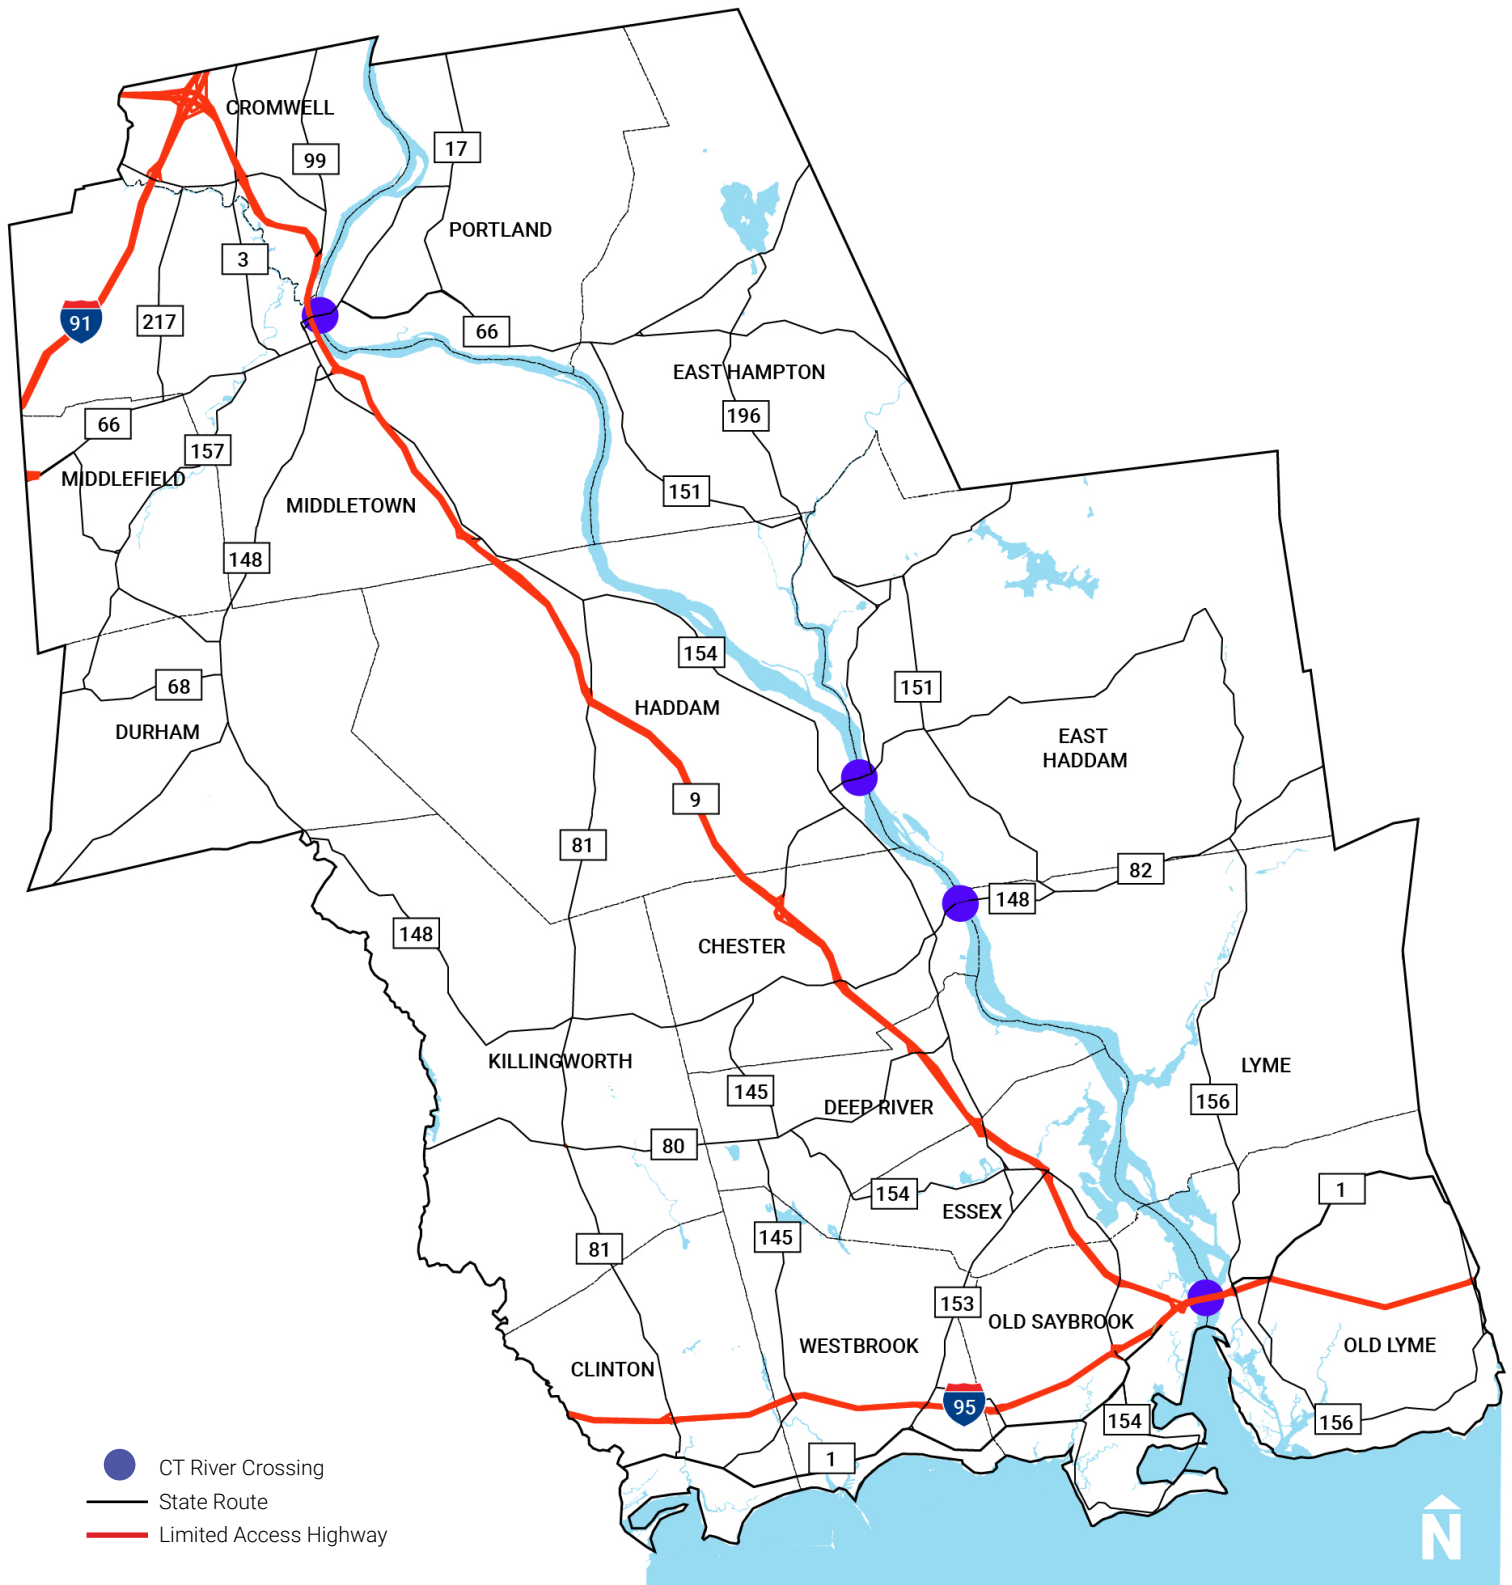 CROMWELL
99
17
PORTLAND
3
91
217
66
EAST HAMPTON
196
66
157
MIDDLEFIELD
151
MIDDLETOWN
148
154
151
68
HADDAM
DURHAM
EAST
HADDAM
9
81
82
148
148
CHESTER
KILLINGWORTH
LYME
145
156
DEEP RIVER
80
154
1
ESSEX
145
81
153
OLD SAYBROOK
WESTBROOK
OLD LYME
CLINTON
95
154
156
1
CT River Crossing
State Route
Limited Access Highway
N